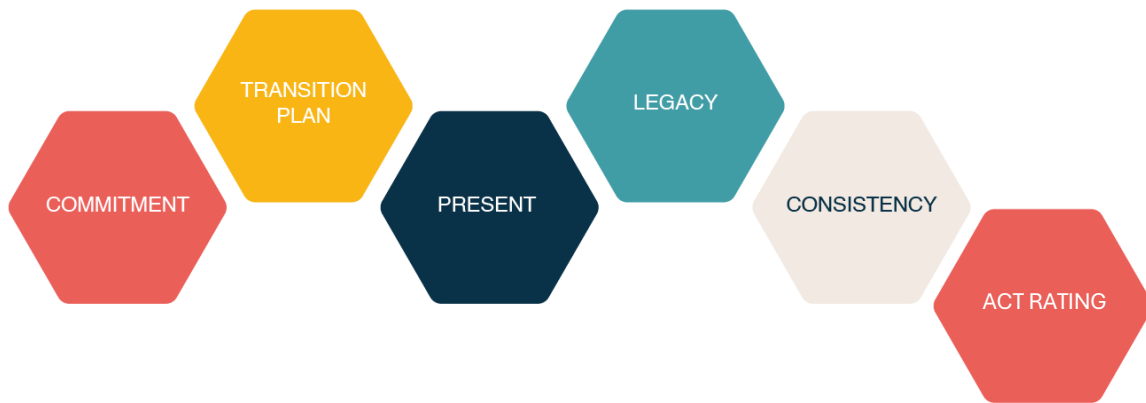 COMMITMENT
TRANSITION
PLAN
PRESENT
LEGACY
CONSISTENCY
ACT RATING